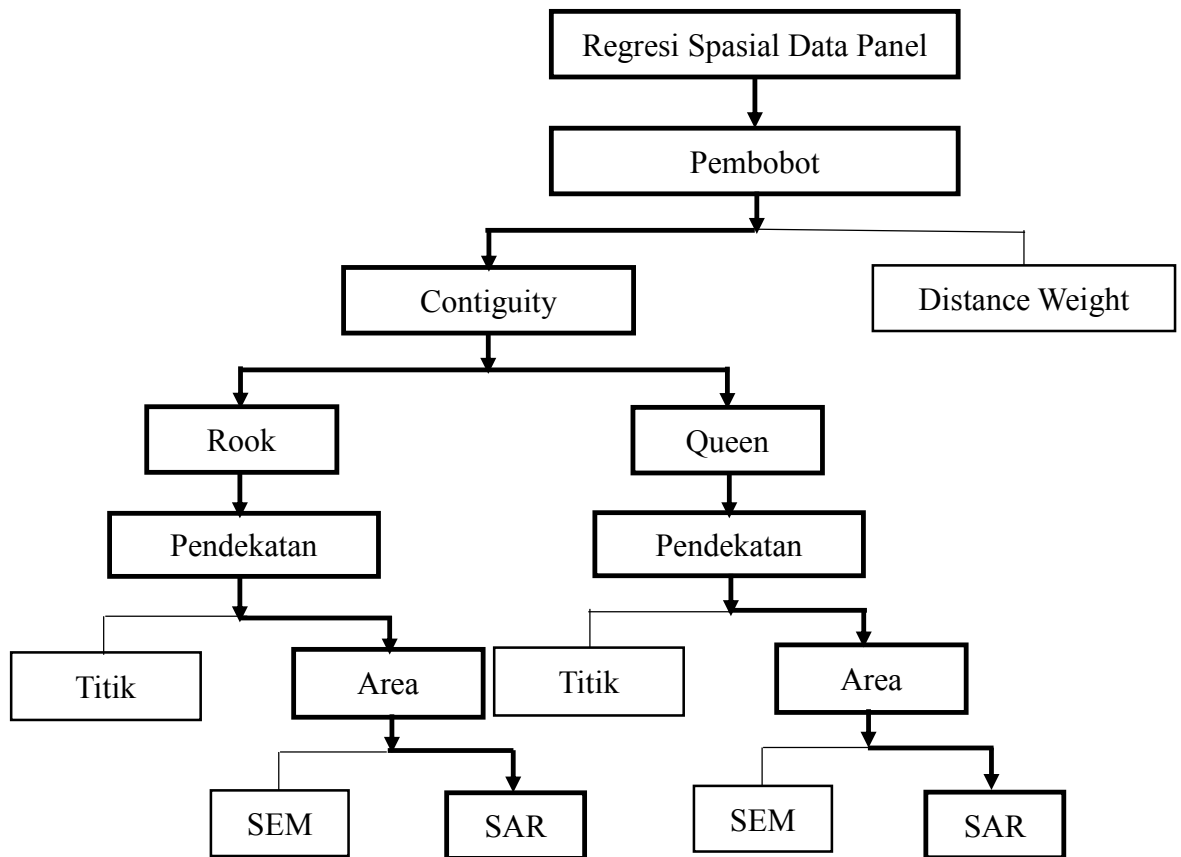 Regresi Spasial Data Panel
Pembobot
Contiguity
Distance Weight
Rook
Queen
Pendekatan
Pendekatan
Titik
Area
Titik
Area
SEM
SAR
SEM
SAR